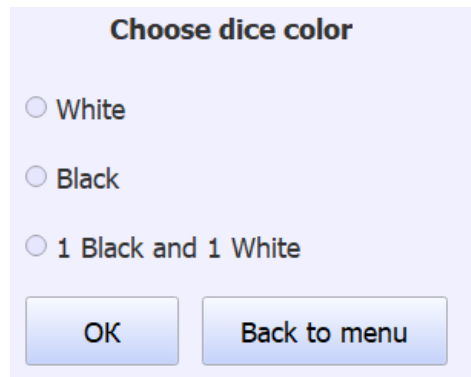 Choose dice color
White
Black
1 Black and 1 White
OK Back to menu